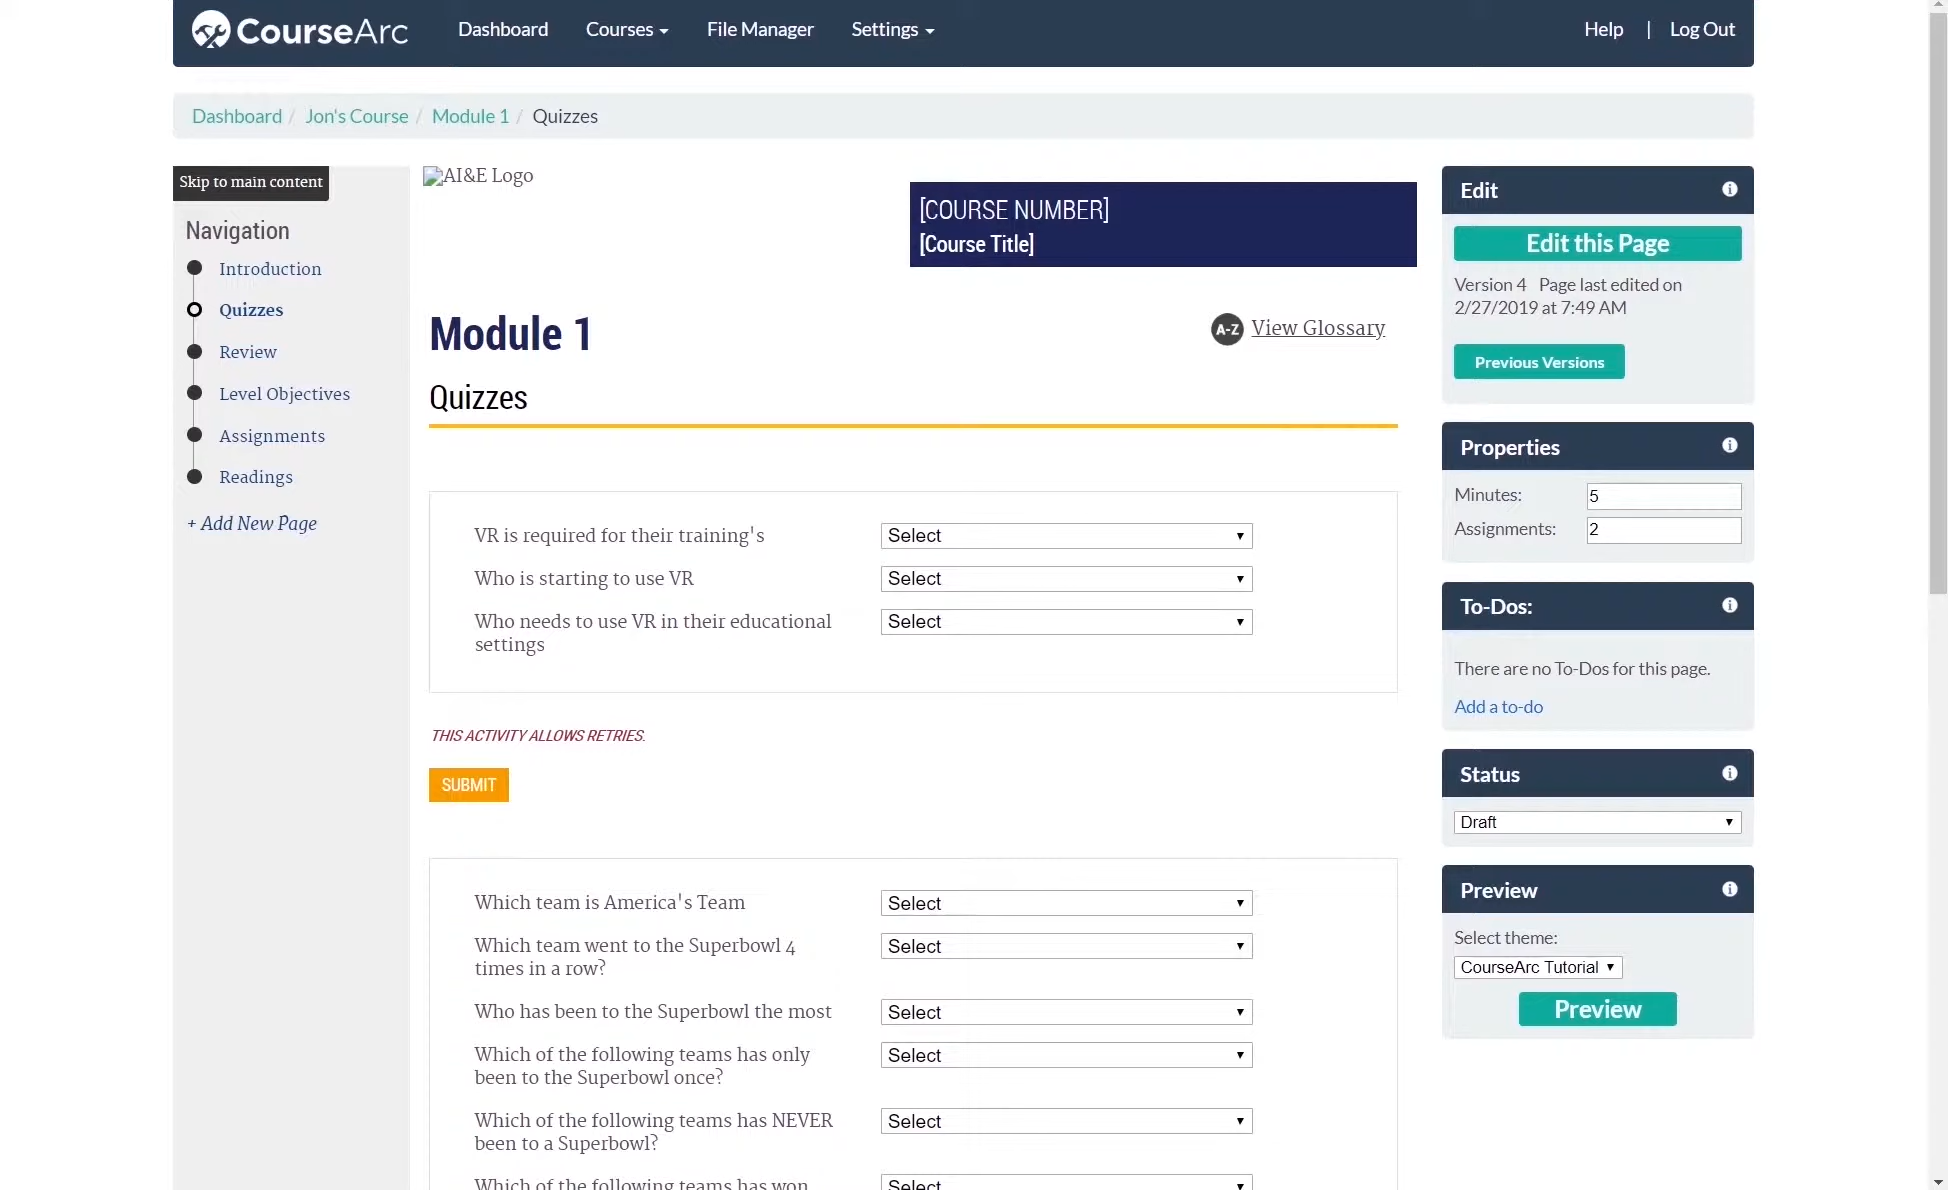 CourseArc
Dashboard
Courses
File Manager
Settings
Help | Log Out
Dashboard / Jon's Course / Module 1 / Quizzes
Skip to main content
Navigation
Introduction
Quizzes
Review
Level Objectives
Assignments
Readings
+ Add New Page
AI&E Logo
[COURSE NUMBER]
[Course Title]
Module 1
A-Z View Glossary
Quizzes
VR is required for their training's
Select
Who is starting to use VR
Select
Who needs to use VR in their educational
settings
Select
THIS ACTIVITY ALLOWS RETRIES.
SUBMIT
Which team is America's Team
Select
Which team went to the Superbowl 4
times in a row?
Select
Who has been to the Superbowl the most
Select
Which of the following teams has only
been to the Superbowl once?
Select
Which of the following teams has NEVER
been to a Superbowl?
Select
Which of the following teams has won
Select
Edit
Edit this Page
Version 4 Page last edited on
2/27/2019 at 7:49 AM
Previous Versions
Properties
Minutes: 5
Assignments: 2
To-Dos:
There are no To-Dos for this page.
Add a to-do
Status
Draft
Preview
Select theme:
CourseArc Tutorial
Preview